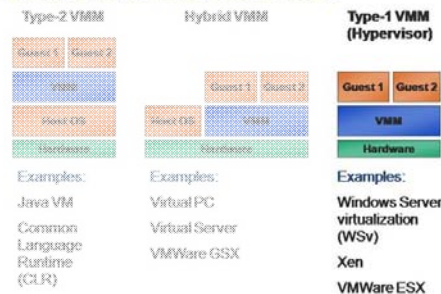 Type-2 VMM
Guest 1 Guest 2
VMM
Host OS
Hardware
Examples:
Java VM
Common
Language
Runtime
(CLR)
Hybrid VMM
Guest 1 Guest 2
Host OS VMM
Hardware
Examples:
Virtual PC
Virtual Server
VMWare GSX
Type-1 VMM
(Hypervisor)
Guest 1 Guest 2
VMM
Hardware
Examples:
Windows Server
virtualization
(WSv)
Xen
VMWare ESX